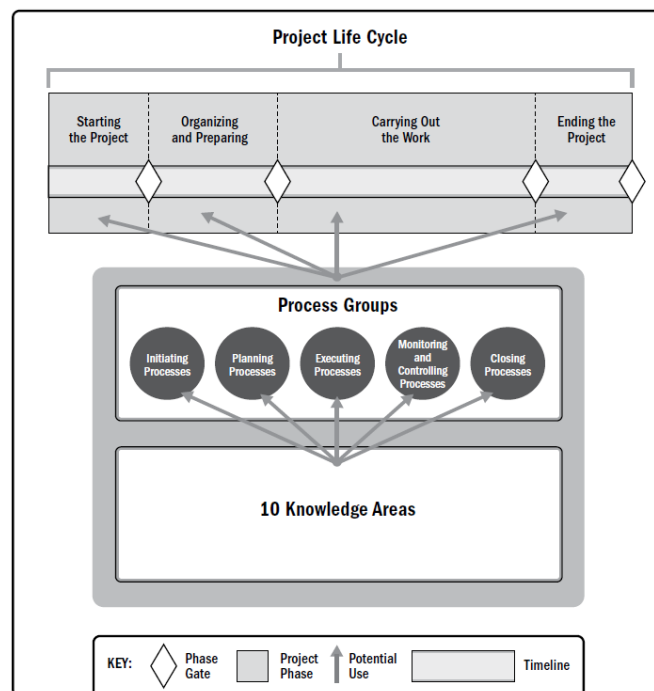 Project Life Cycle
Starting
the Project
Organizing
and Preparing
Carrying Out
the Work
Ending the
Project
Process Groups
Initiating
Processes
Planning
Processes
Executing
Processes
Monitoring
and
Controlling
Processes
Closing
Processes
10 Knowledge Areas
KEY:
Phase
Gate
Project
Phase
Potential
Use
Timeline